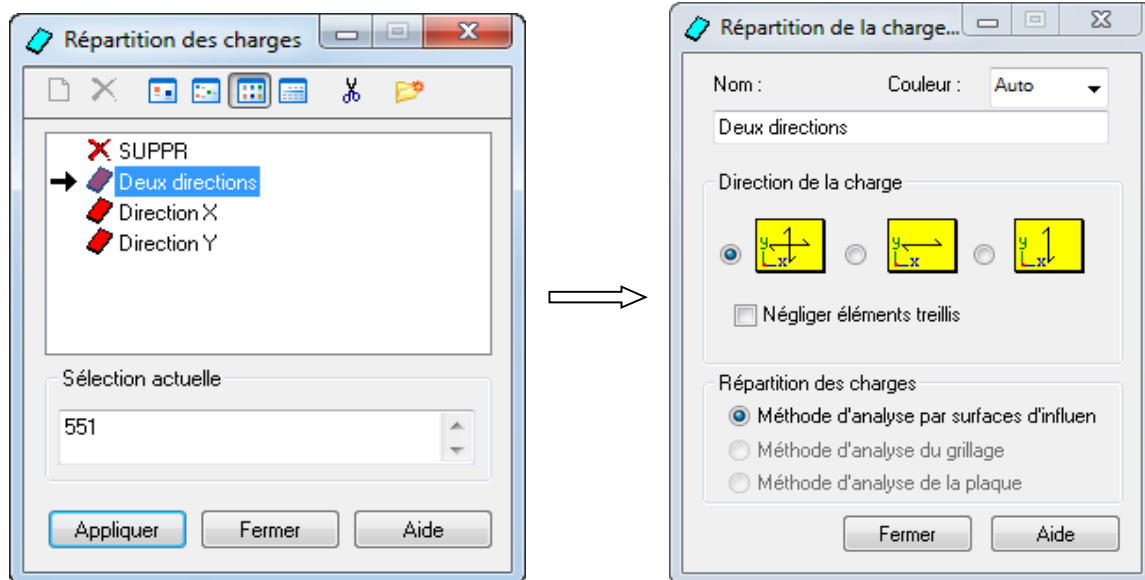 Répartition des charges
SUPPR
Deux directions
Direction X
Direction Y
Sélection actuelle
551
Appliquer
Fermer
Aide
Répartition de la charge...
Nom :
Couleur :
Auto
Deux directions
Direction de la charge
y
x
y
x
y
x
Négliger éléments treillis
Répartition des charges
Méthode d'analyse par surfaces d'influen
Méthode d'analyse du grillage
Méthode d'analyse de la plaque
Fermer
Aide